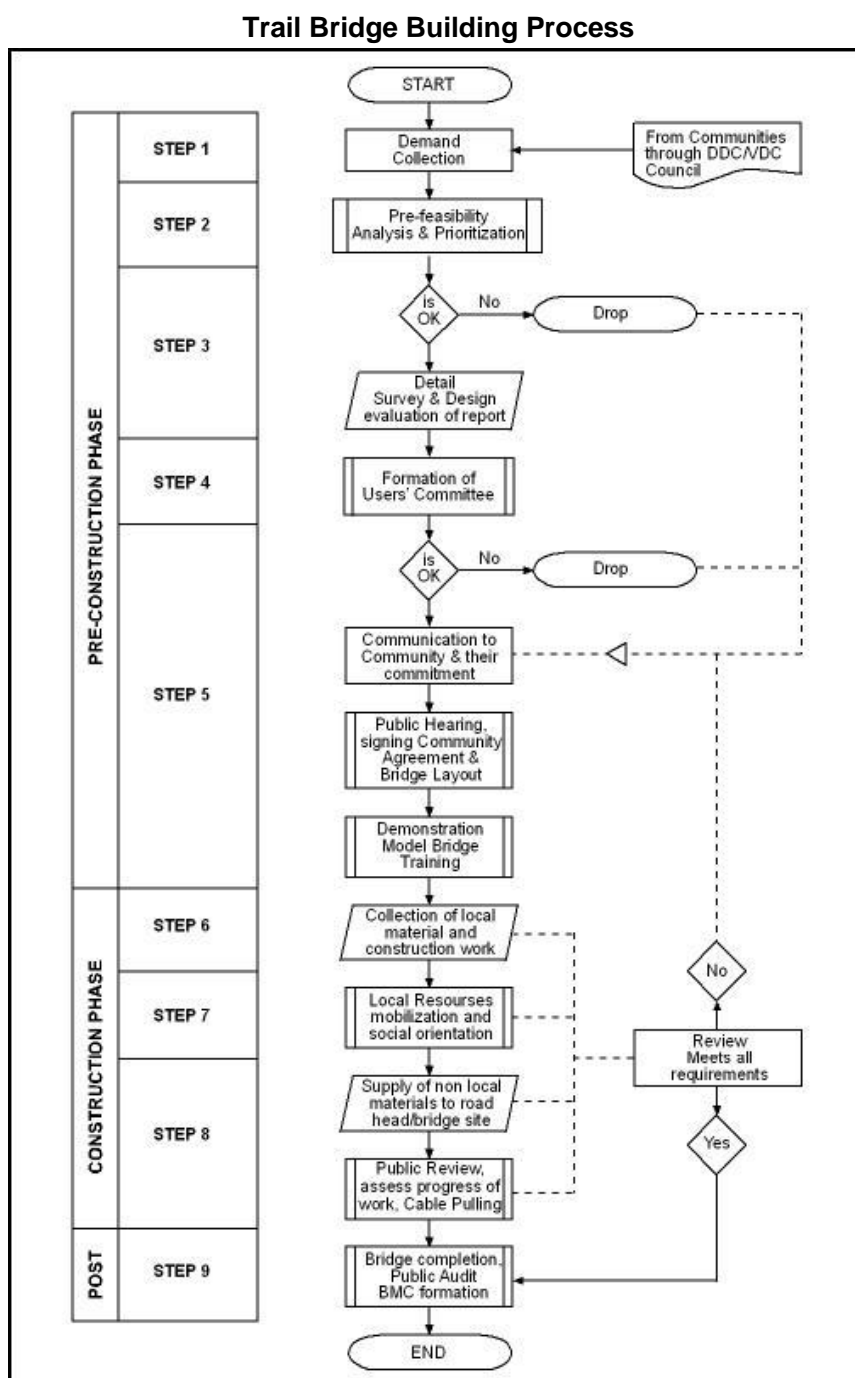 Trail Bridge Building Process
START
STEP 1
Demand
Collection
From Communities
through DDC/VDC
Council
STEP 2
Pre-feasibility
Analysis & Prioritization
is
OK
No
Drop
STEP 3
Detail
Survey & Design
evaluation of report
PRE-CONSTRUCTION PHASE
STEP 4
Formation of
Users' Committee
is
OK
No
Drop
STEP 5
Communication to
Community & their
commitment
Public Hearing,
signing Community
Agreement &
Bridge Layout
Demonstration
Model Bridge
Training
CONSTRUCTION PHASE
STEP 6
Collection of local
material and
construction work
No
STEP 7
Local Resourses
mobilization and
social orientation
Review
Meets all
requirements
STEP 8
Supply of non local
materials to road
head/bridge site
Yes
Public Review,
assess progress of
work, Cable Pulling
POST
STEP 9
Bridge completion,
Public Audit
BMC formation
END